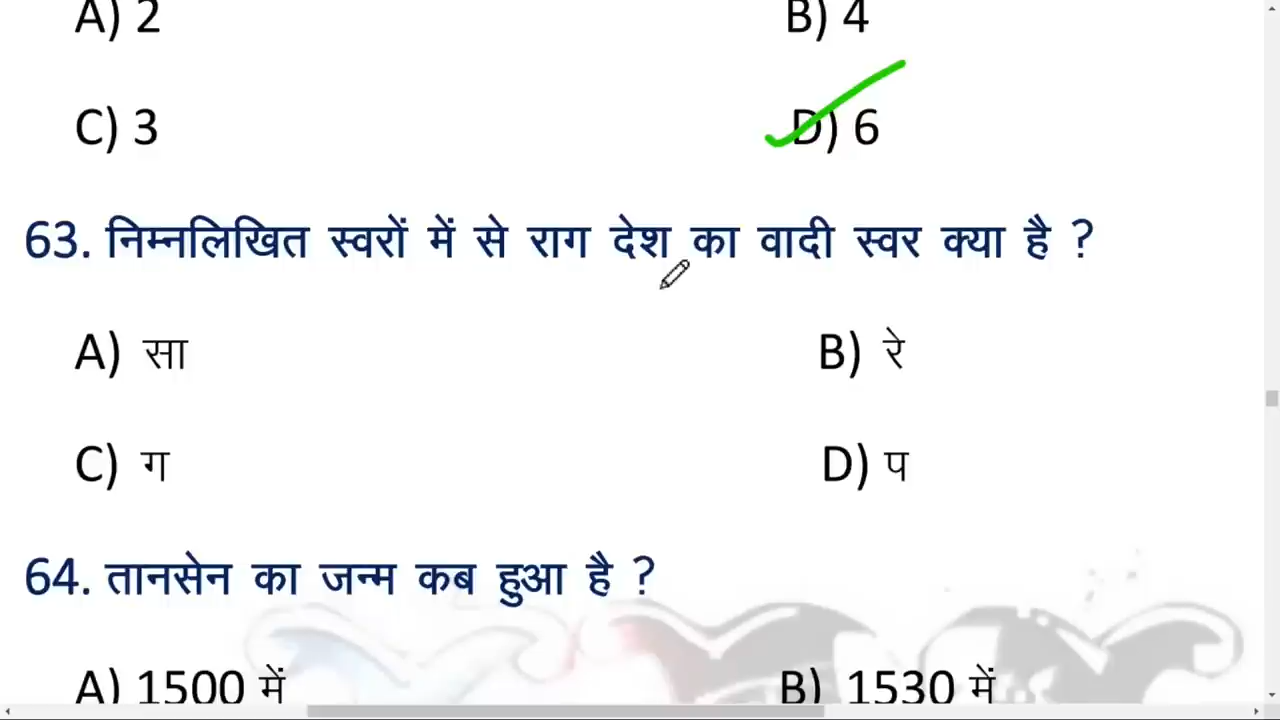 A) 2 B) 4
C) 3 D) 6
63. निम्नलिखित स्वरों में से राग देश का वादी स्वर क्या है ?
A) सा B) रे
C) ग D) प
64. तानसेन का जन्म कब हुआ है ?
A) 1500 में B) 1530 में